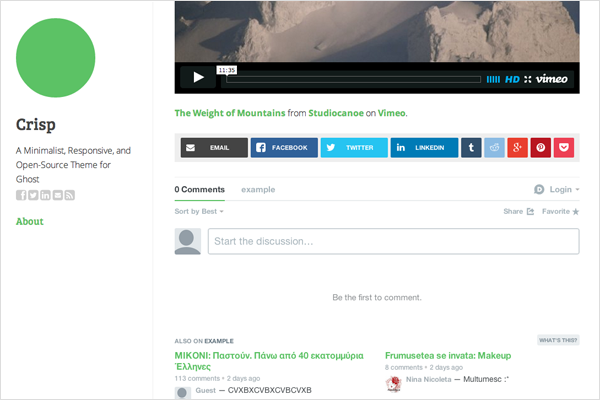 Crisp
A Minimalist, Responsive, and
Open-Source Theme for
Ghost
About
11:35
HD
vimeo
The Weight of Mountains from Studiocanoe on Vimeo.
EMAIL
FACEBOOK
TWITTER
LINKEDIN
0 Comments
example
Login
Sort by Best
Share
Favorite
Start the discussion…
Be the first to comment.
ALSO ON EXAMPLE
WHAT'S THIS?
ΜΙΚΟΝΙ: Παστούν. Πάνω από 40 εκατομμύρια
Έλληνες
113 comments • 2 days ago
Guest — CVXBXCVBXCVBCVXB
Frumusetea se invata: Makeup
8 comments • 2 days ago
Nina Nicoleta — Multumesc :*